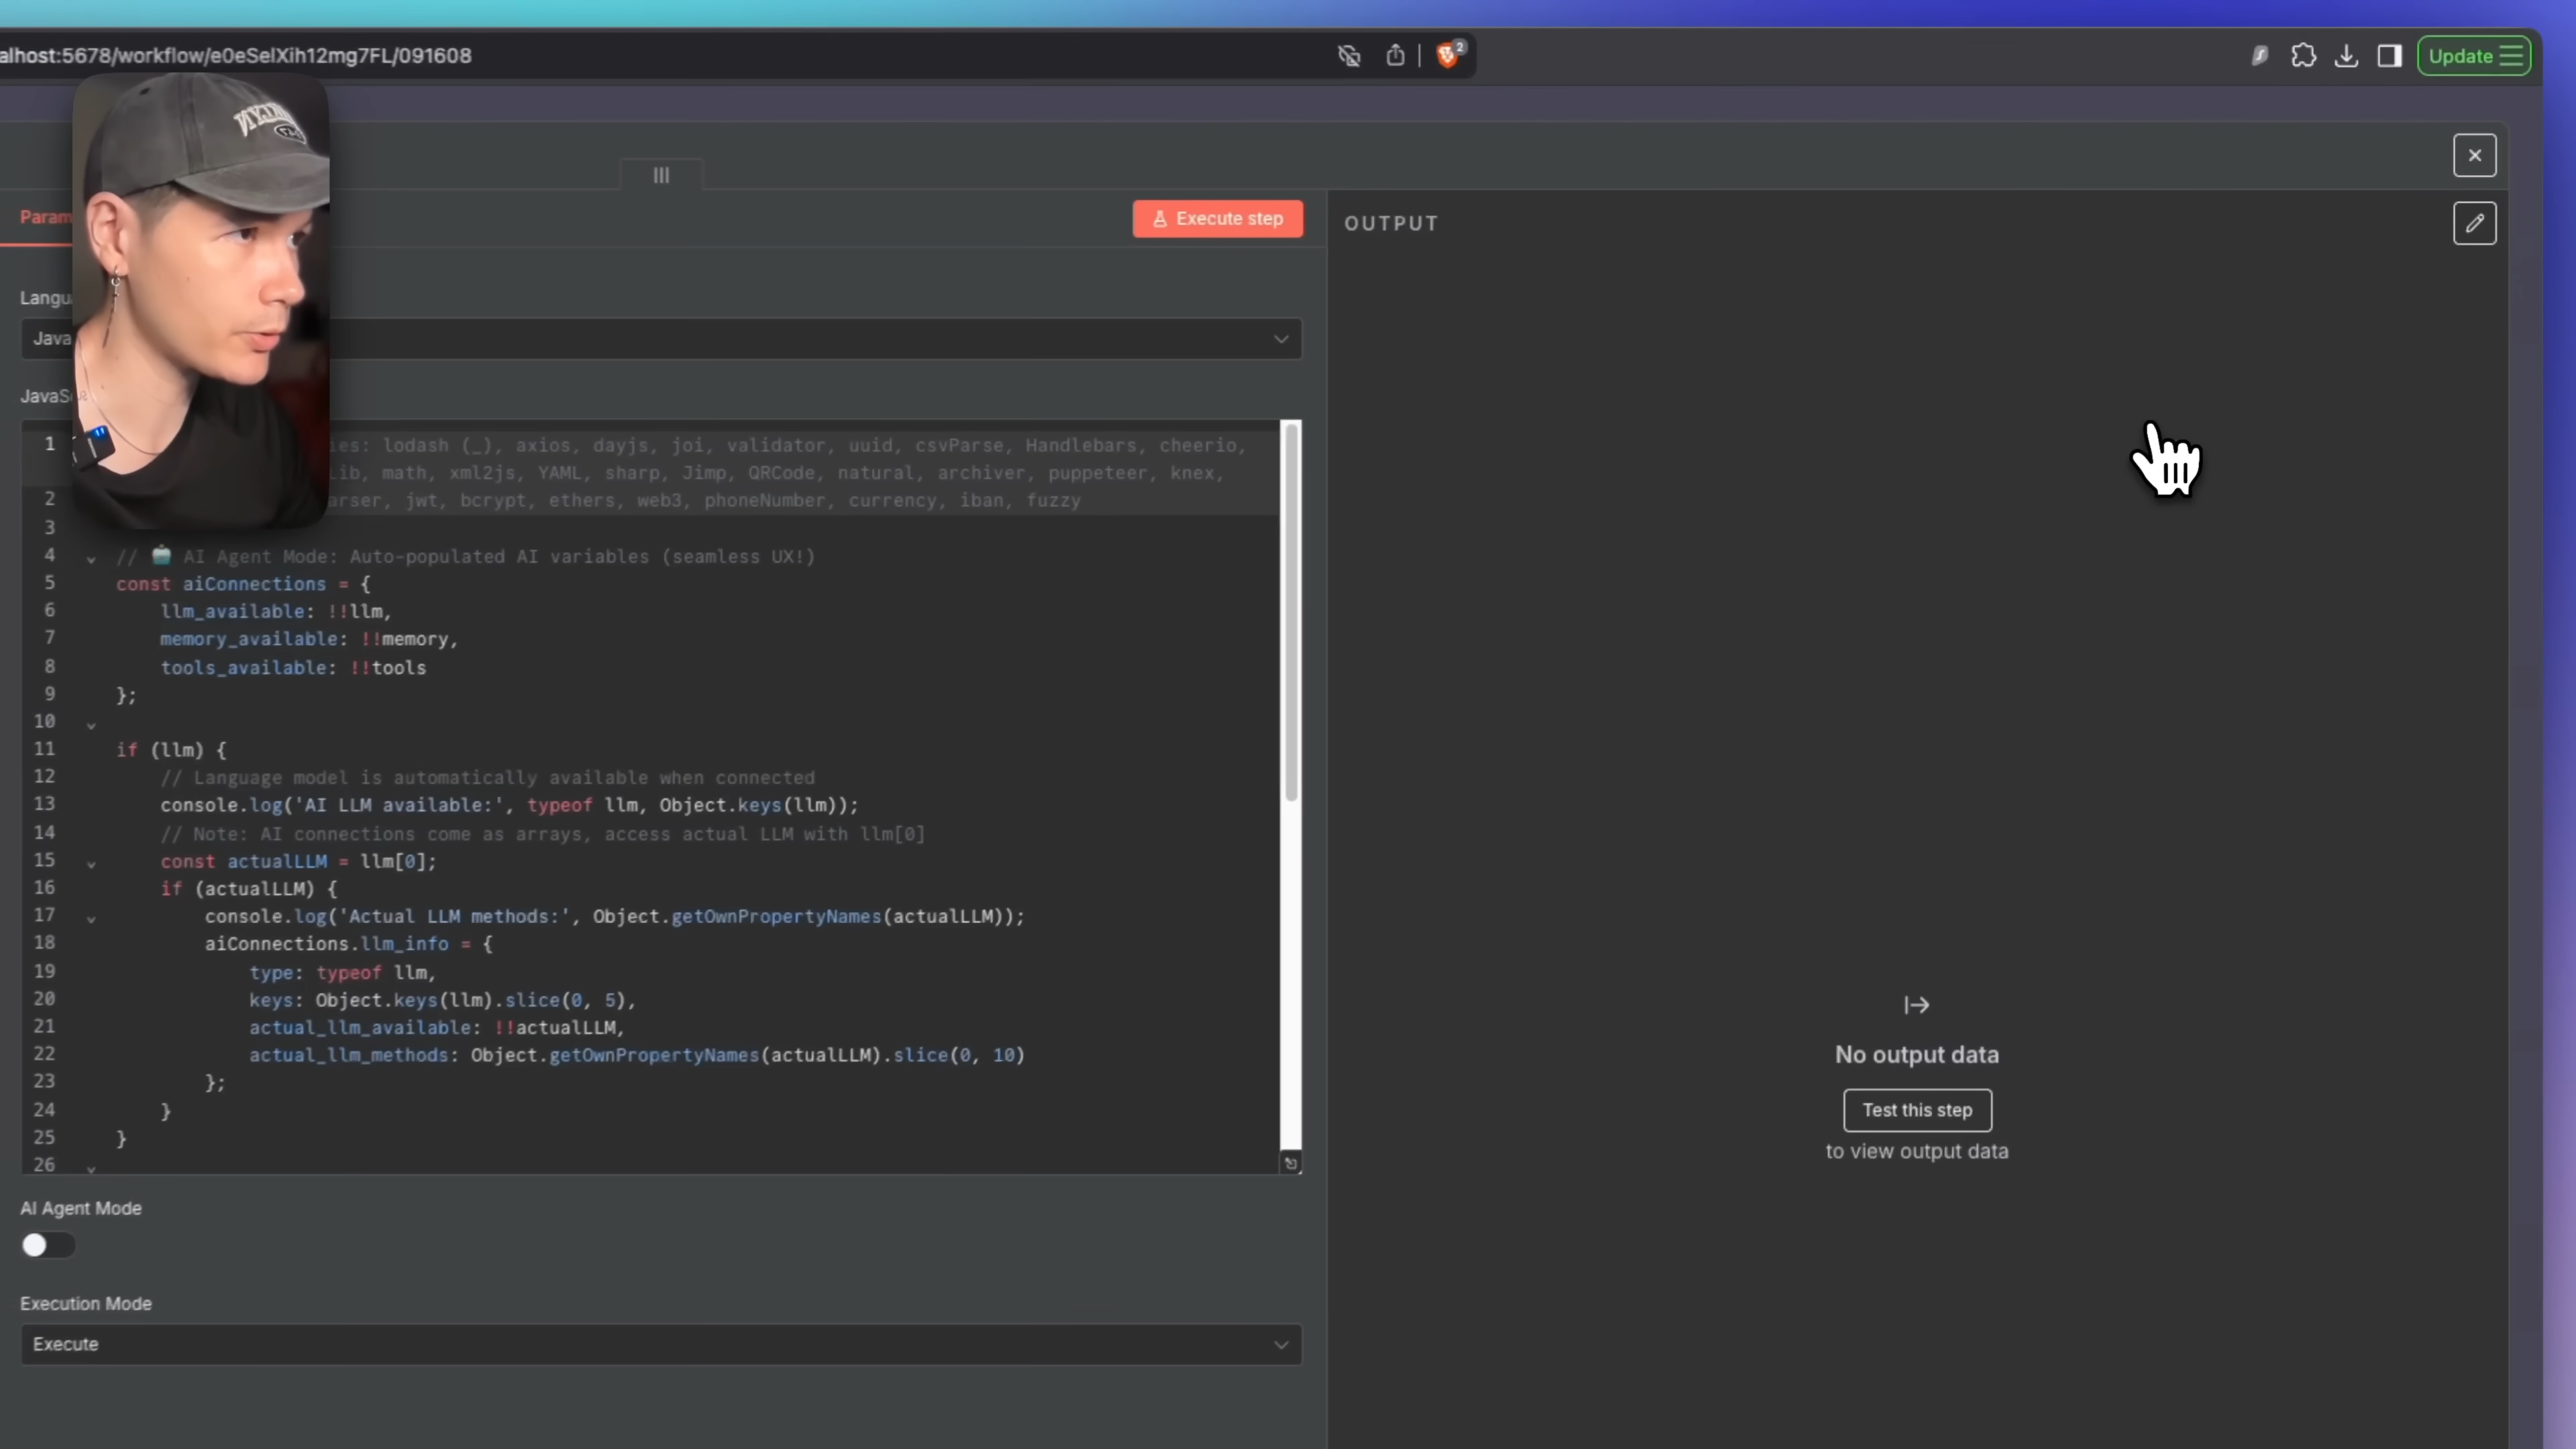 alhost:5678/workflow/e0eSelXih12mg7FL/091608
2
Update
Param
Execute step
OUTPUT
Langu
Java
JavaSc
1 ies: lodash (_), axios, dayjs, joi, validator, uuid, csvParse, Handlebars, cheerio,
Lib, math, xml2js, YAML, sharp, Jimp, QRCode, natural, archiver, puppeteer, knex,
2 arser, jwt, bcrypt, ethers, web3, phoneNumber, currency, iban, fuzzy
3
4 // 🤖 AI Agent Mode: Auto-populated AI variables (seamless UX!)
5 const aiConnections = {
6 llm_available: !!llm,
7 memory_available: !!memory,
8 tools_available: !!tools
9 };
10
11 if (llm) {
12 // Language model is automatically available when connected
13 console.log('AI LLM available:', typeof llm, Object.keys(llm));
14 // Note: AI connections come as arrays, access actual LLM with llm[0]
15 const actualLLM = llm[0];
16 if (actualLLM) {
17 console.log('Actual LLM methods:', Object.getOwnPropertyNames(actualLLM));
18 aiConnections.llm_info = {
19 type: typeof llm,
20 keys: Object.keys(llm).slice(0, 5),
21 actual_llm_available: !!actualLLM,
22 actual_llm_methods: Object.getOwnPropertyNames(actualLLM).slice(0, 10)
23 };
24 }
25 }
26
No output data
Test this step
to view output data
AI Agent Mode
Execution Mode
Execute